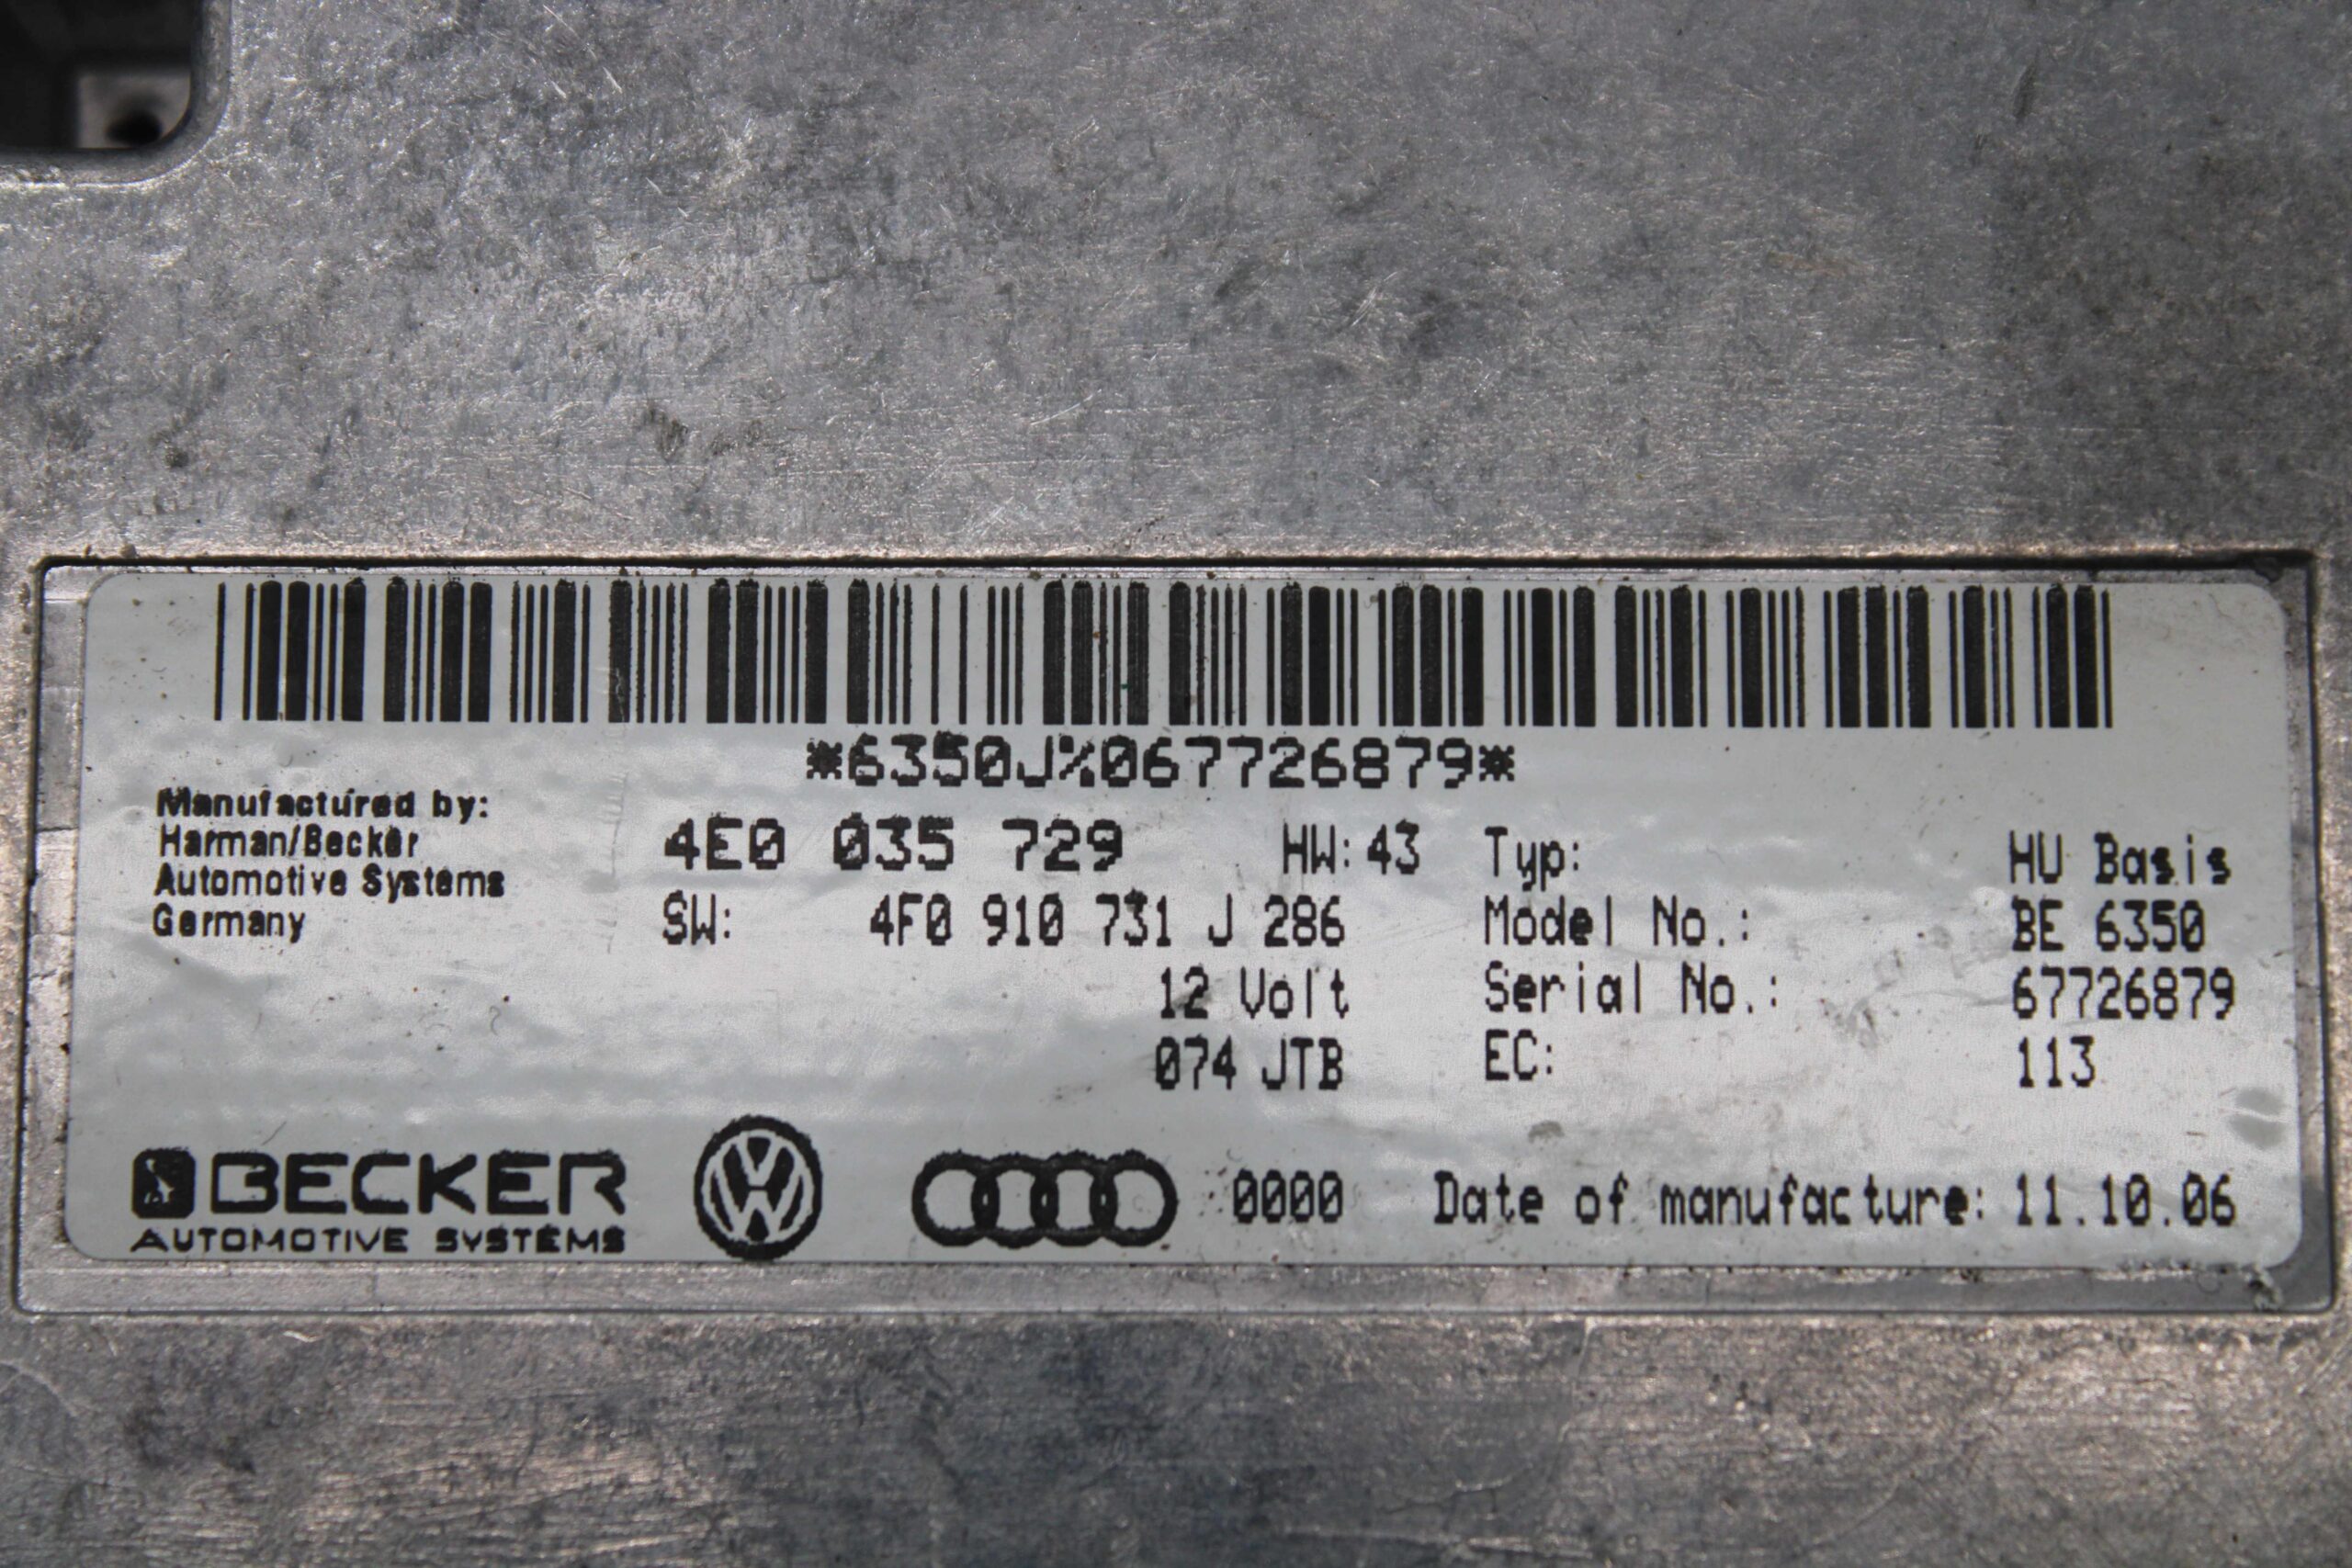 *6350J%067726879*
Manufactured by:
Harman/Becker
Automotive Systems
Germany
4E0 035 729 HW: 43
SW: 4F0 910 731 J 286
12 Volt
074 JTB
Typ: HU Basis
Model No.: BE 6350
Serial No.: 67726879
EC: 113
BECKER
AUTOMOTIVE SYSTEMS
0000 Date of manufacture: 11.10.06